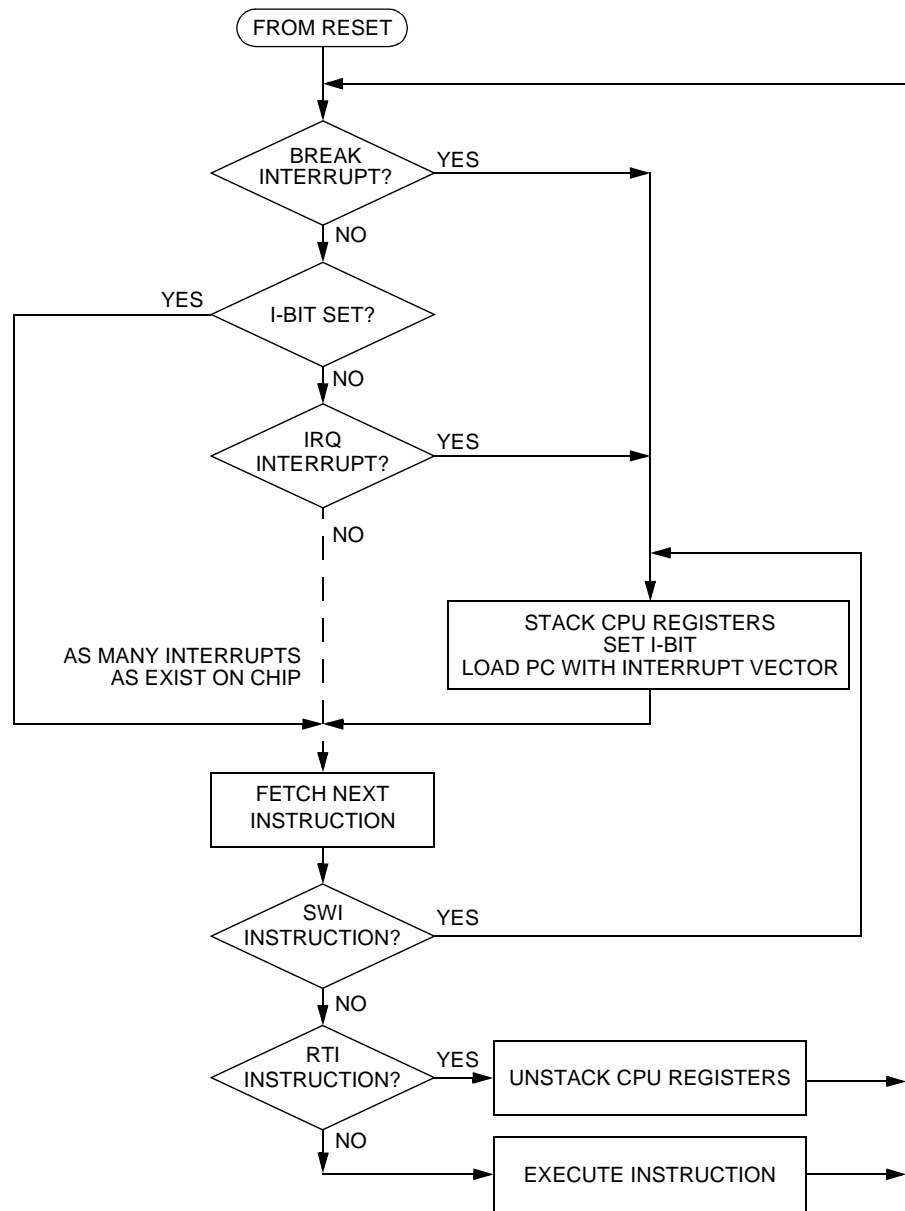 FROM RESET
BREAK
INTERRUPT?
YES
NO
I-BIT SET?
YES
NO
IRQ
INTERRUPT?
YES
NO
AS MANY INTERRUPTS
AS EXIST ON CHIP
STACK CPU REGISTERS
SET I-BIT
LOAD PC WITH INTERRUPT VECTOR
FETCH NEXT
INSTRUCTION
SWI
INSTRUCTION?
YES
NO
RTI
INSTRUCTION?
YES
UNSTACK CPU REGISTERS
NO
EXECUTE INSTRUCTION